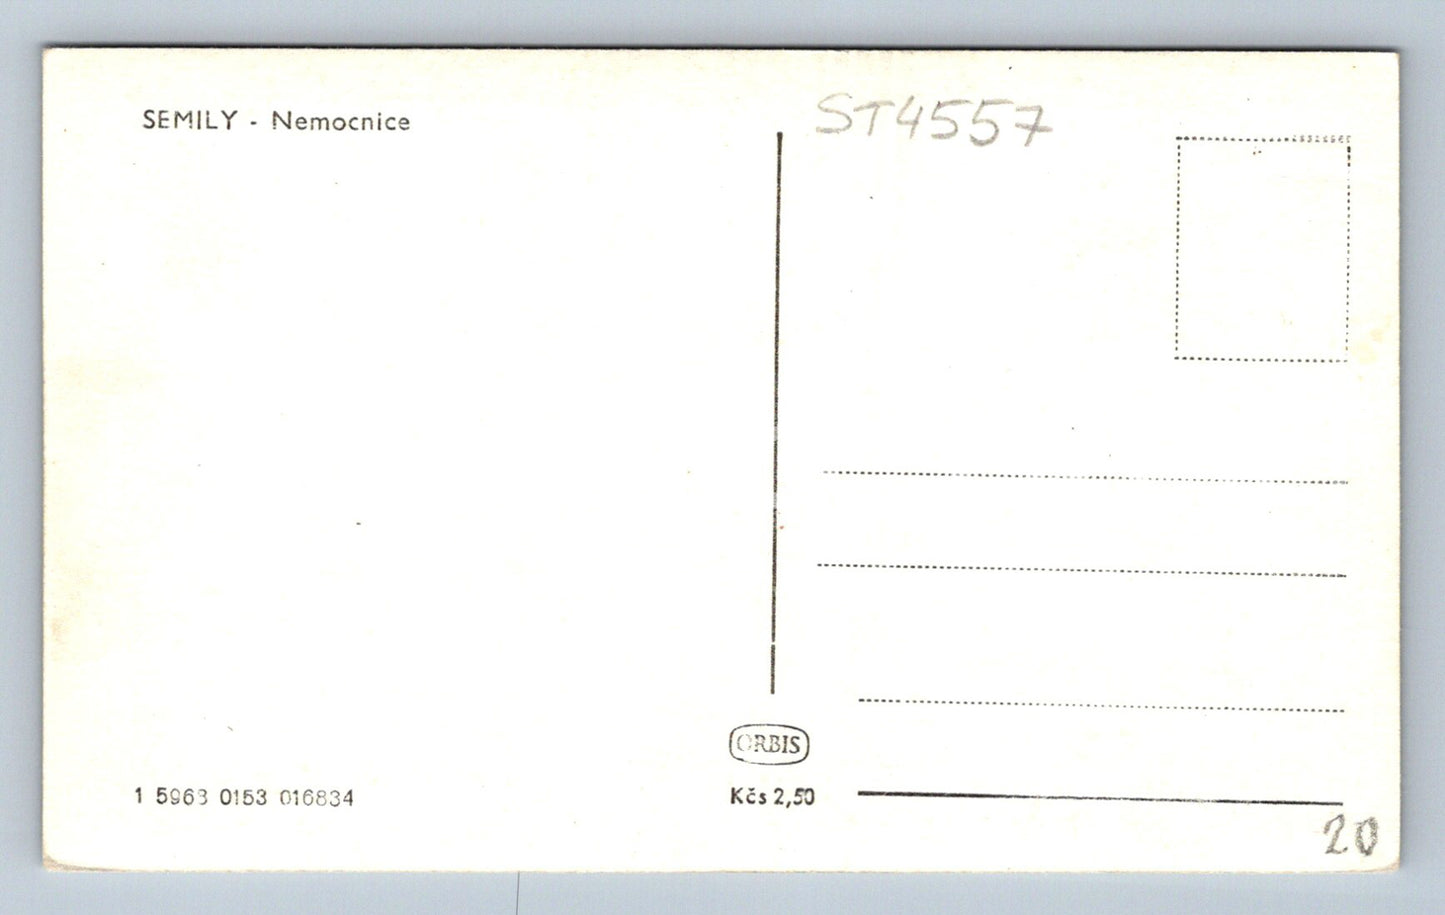 SEMILY - Nemocnice
ST4557
ORBIS
1 5963 0153 016834
Kčs 2,50
20